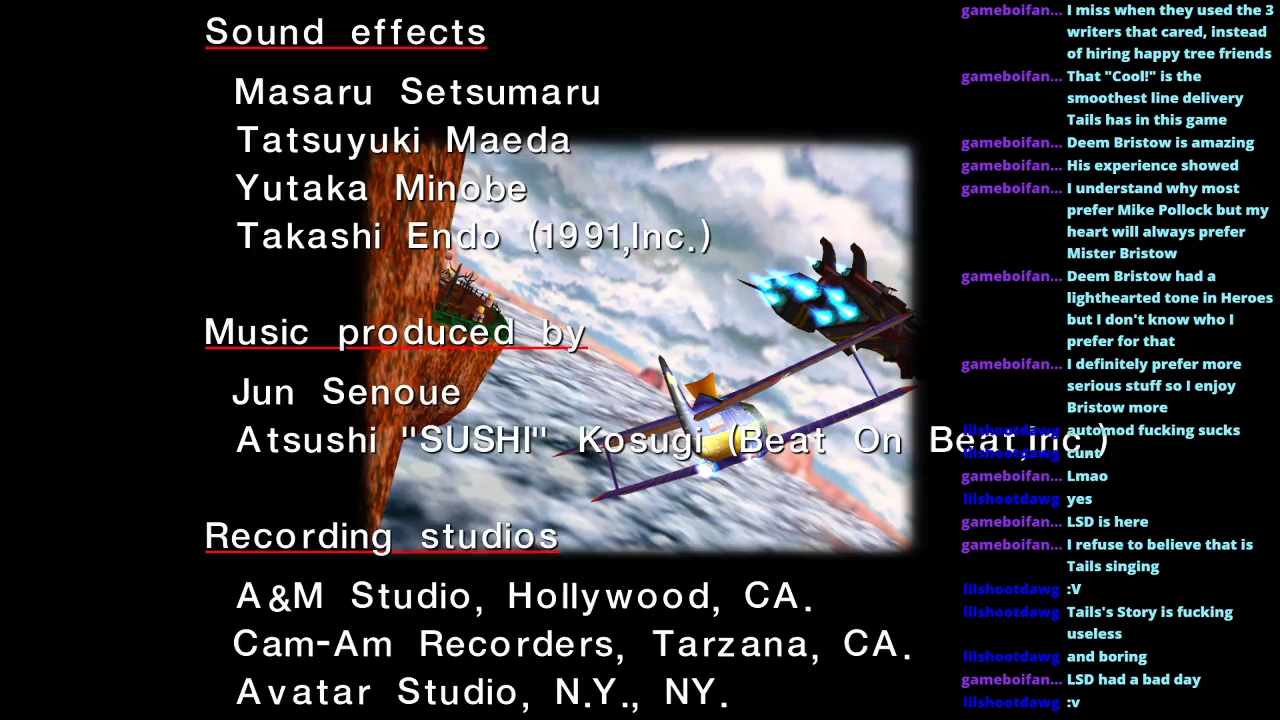 Sound effects
Masaru Setsumaru
Tatsuyuki Maeda
Yutaka Minobe
Takashi Endo (1991,Inc.)
Music produced by
Jun Senoue
Atsushi "SUSHI" Kosugi (Beat On Beat,Inc.)
Recording studios
A&M Studio, Hollywood, CA.
Cam-Am Recorders, Tarzana, CA.
Avatar Studio, N.Y., NY.
gameboifan... I miss when they used the 3
writers that cared, instead
of hiring happy tree friends
gameboifan... That "Cool!" is the
smoothest line delivery
Tails has in this game
gameboifan... Deem Bristow is amazing
gameboifan... His experience showed
gameboifan... I understand why most
prefer Mike Pollock but my
heart will always prefer
Mister Bristow
gameboifan... Deem Bristow had a
lighthearted tone in Heroes
but I don't know who I
prefer for that
gameboifan... I definitely prefer more
serious stuff so I enjoy
Bristow more
lilshootdawg automod fucking sucks
lilshootdawg cunt
gameboifan... Lmao
lilshootdawg yes
gameboifan... LSD is here
gameboifan... I refuse to believe that is
Tails singing
lilshootdawg :V
lilshootdawg Tails's Story is fucking
useless
lilshootdawg and boring
gameboifan... LSD had a bad day
lilshootdawg :v